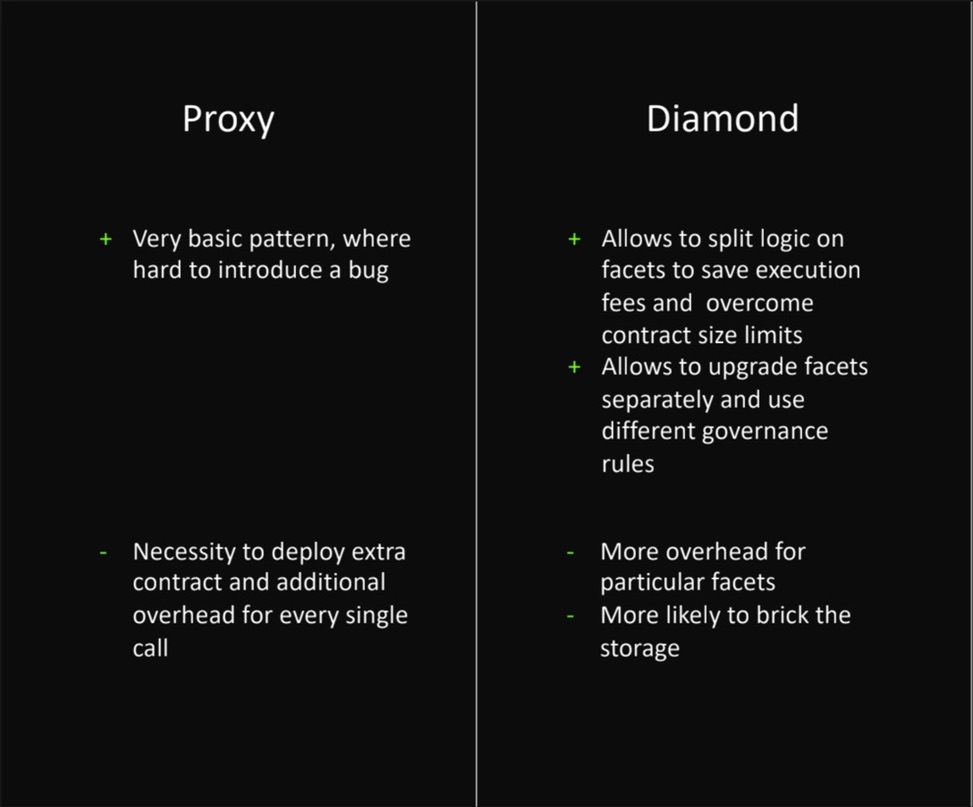 Proxy
+ Very basic pattern, where
hard to introduce a bug
- Necessity to deploy extra
contract and additional
overhead for every single
call
Diamond
+ Allows to split logic on
facets to save execution
fees and  overcome
contract size limits
+ Allows to upgrade facets
separately and use
different governance
rules
- More overhead for
particular facets
- More likely to brick the
storage